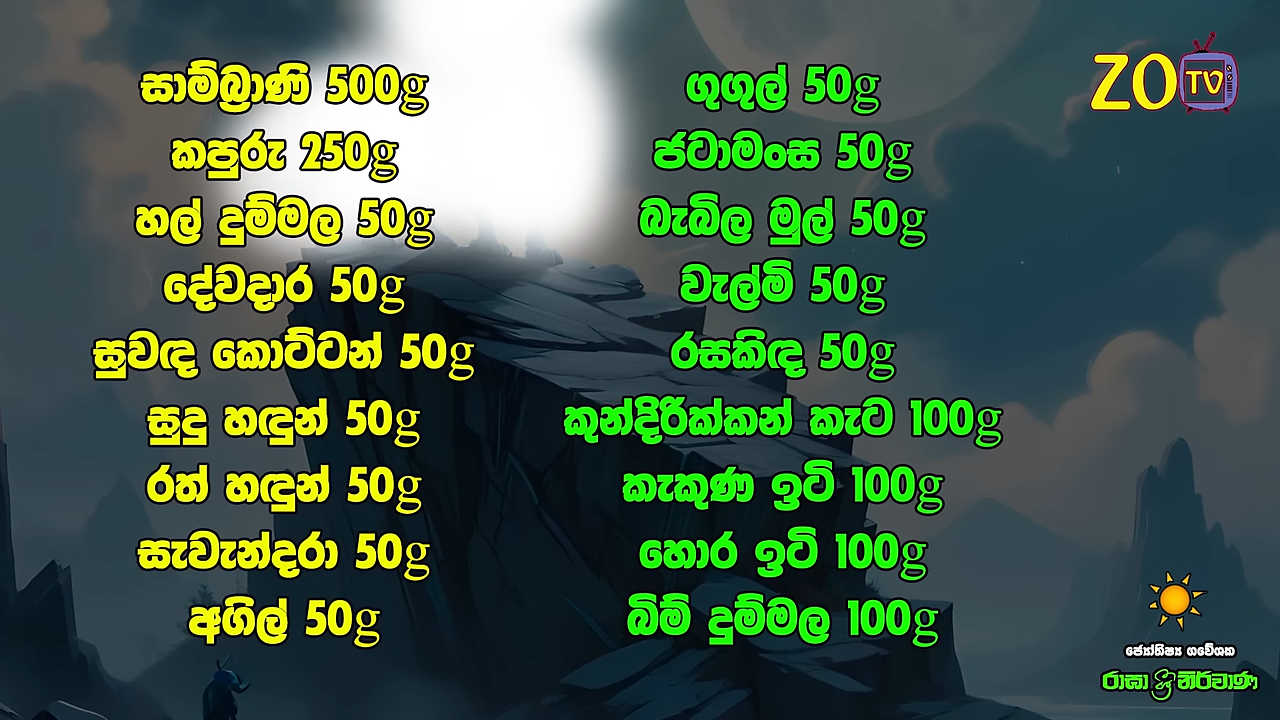 සාම්බ්‍රාණි 500g
කපුරු 250g
හල් දුම්මල 50g
දේවදාර 50g
සුවඳ කොට්ටන් 50g
සුදු හඳුන් 50g
රත් හඳුන් 50g
සැවැන්දරා 50g
අගිල් 50g
ගුගුල් 50g
ජටාමංස 50g
බැබිල මුල් 50g
වැල්මි 50g
රසකිඳ 50g
කුන්දිරික්කන් කැට 100g
කැකුණ ඉටි 100g
හොර ඉටි 100g
බිම් දුම්මල 100g
ZO TV
ජ්‍යෝතිෂ්‍ය ගවේශක
රාඝා ශ්‍රී නිර්වාණ